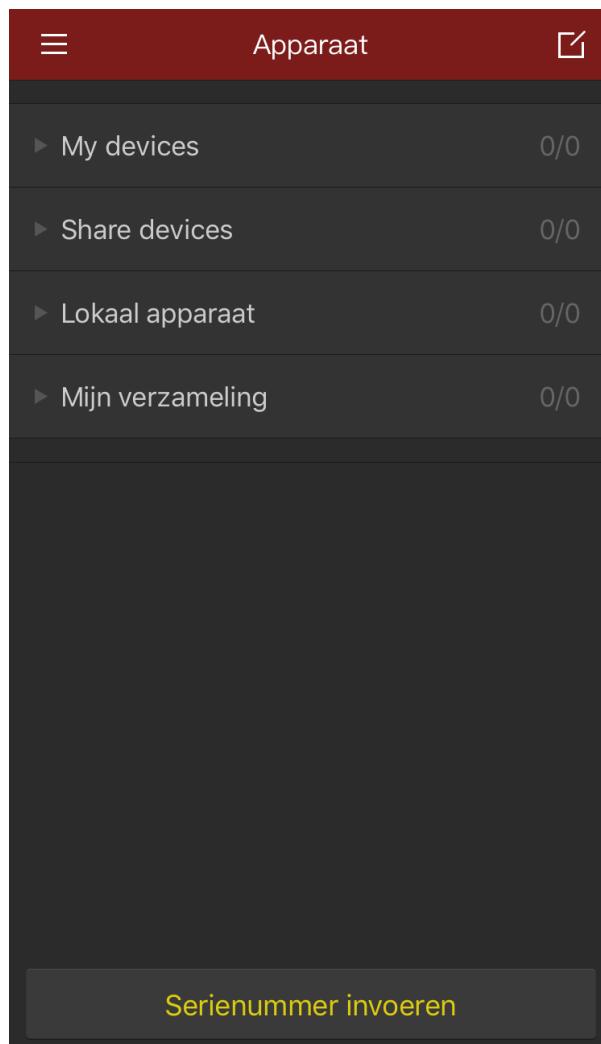 Apparaat
My devices 0/0
Share devices 0/0
Lokaal apparaat 0/0
Mijn verzameling 0/0
Serienummer invoeren